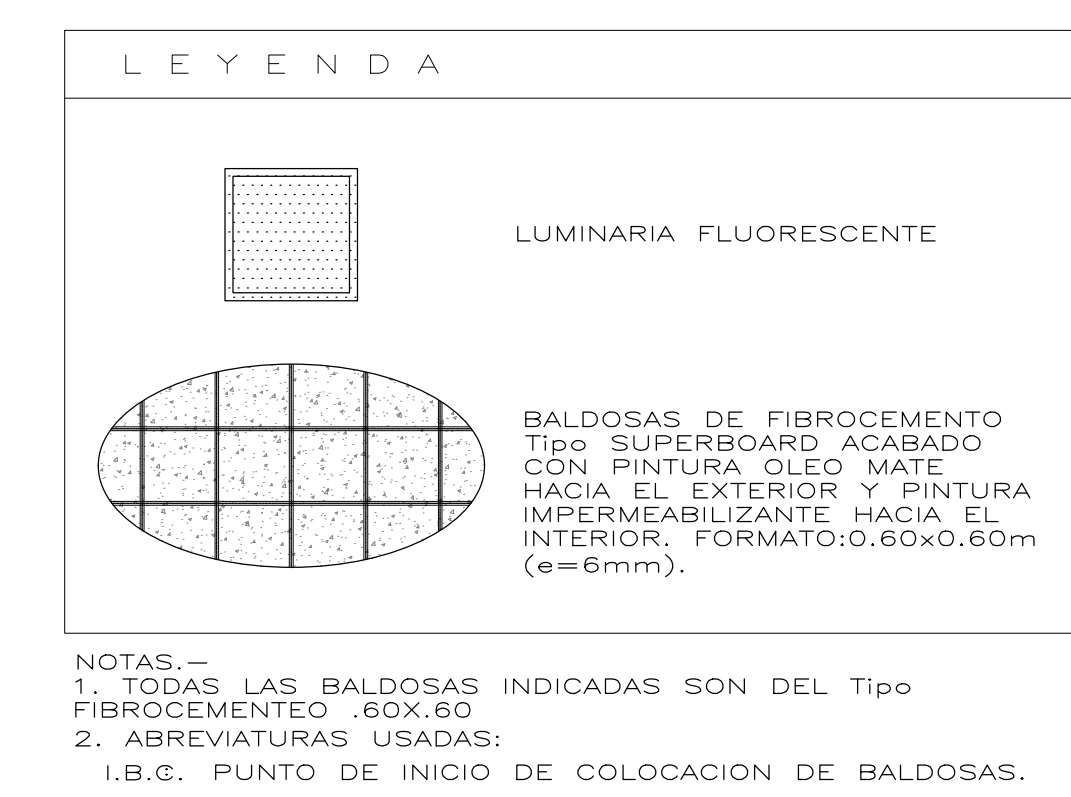 LEYENDA
LUMINARIA FLUORESCENTE
BALDOSAS DE FIBROCEMENTO
Tipo SUPERBOARD ACABADO
CON PINTURA OLEO MATE
HACIA EL EXTERIOR Y PINTURA
IMPERMEABILIZANTE HACIA EL
INTERIOR. FORMATO:0.60x0.60m
(e=6mm).
NOTAS.—
1. TODAS LAS BALDOSAS INDICADAS SON DEL Tipo
FIBROCEMENTEO .60X.60
2. ABREVIATURAS USADAS:
I.B.C. : PUNTO DE INICIO DE COLOCACION DE BALDOSAS.